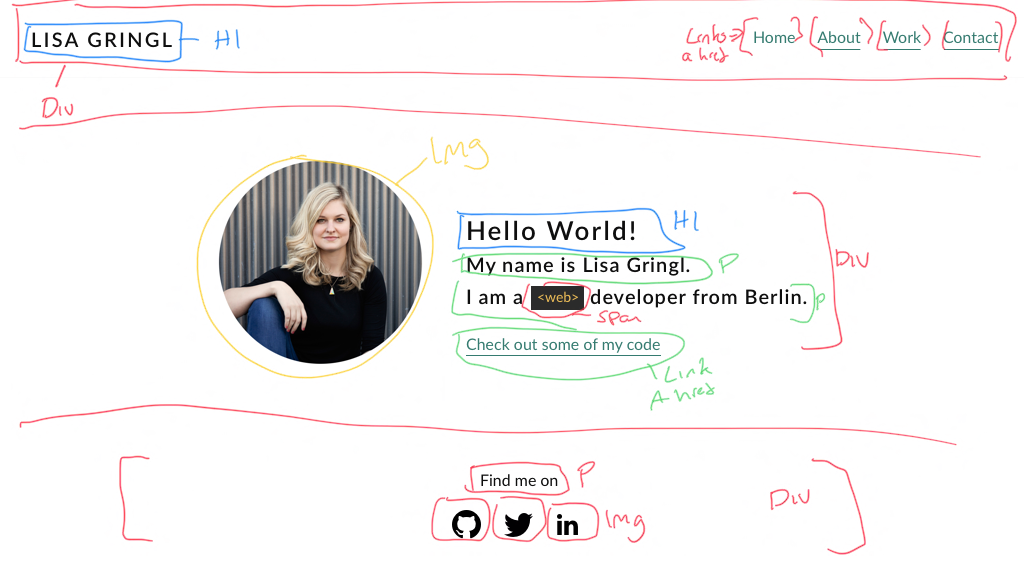 LISA GRINGL H1 Links => a href Home About Work Contact
Div
Img
Hello World! H1
My name is Lisa Gringl. P
I am a <web> developer from Berlin. P
span
Check out some of my code
Link
A href
Div
Find me on P
in Img
Div